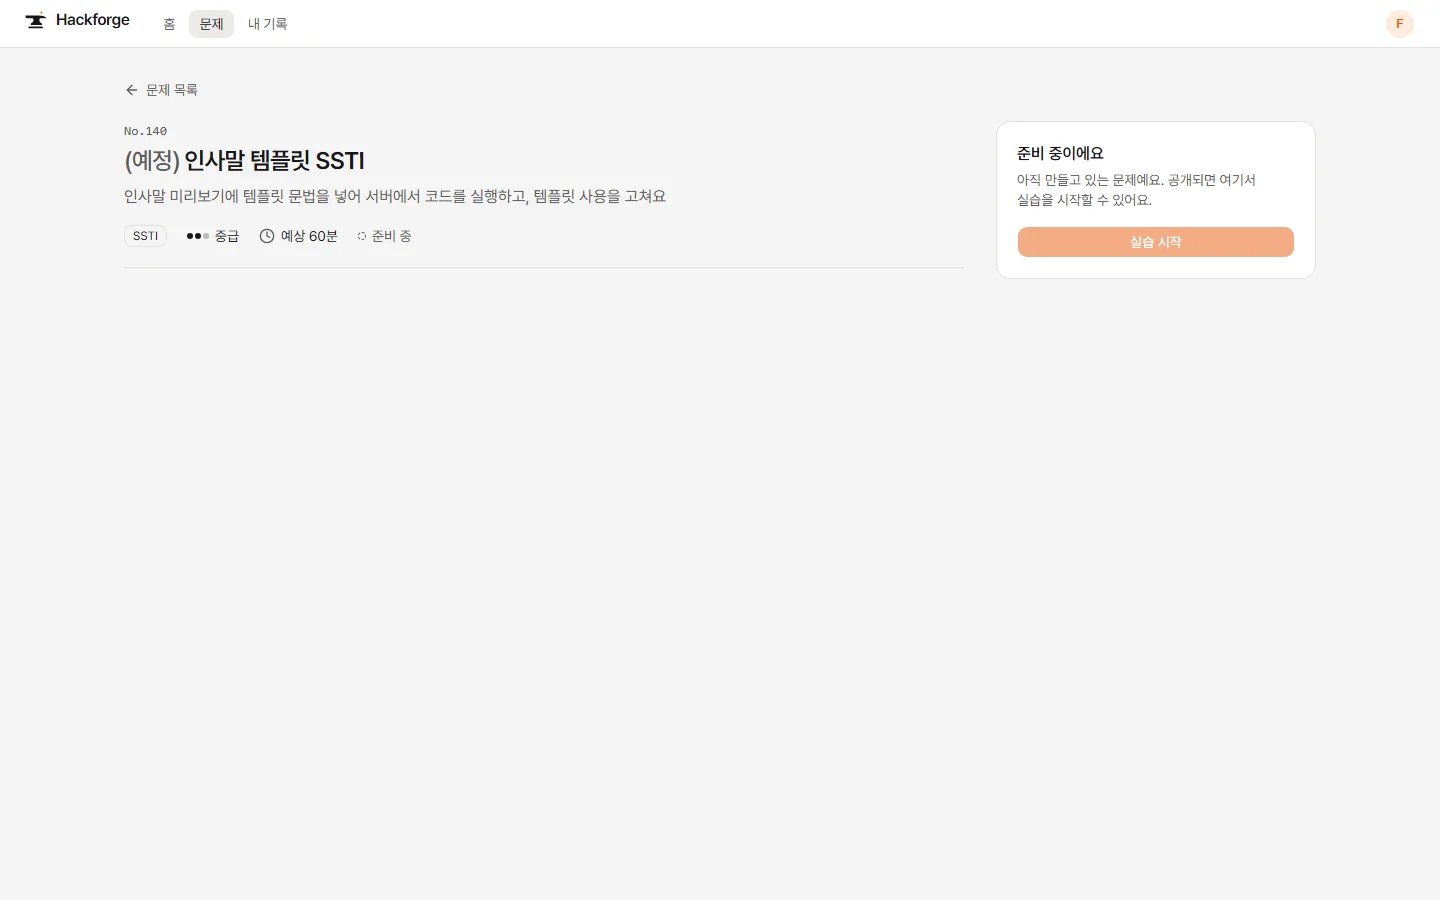 Hackforge
홈
문제
내 기록
F
문제 목록
No.140
(예정) 인사말 템플릿 SSTI
인사말 미리보기에 템플릿 문법을 넣어 서버에서 코드를 실행하고, 템플릿 사용을 고쳐요
SSTI
중급
예상 60분
준비 중
준비 중이에요
아직 만들고 있는 문제예요. 공개되면 여기서
실습을 시작할 수 있어요.
실습 시작